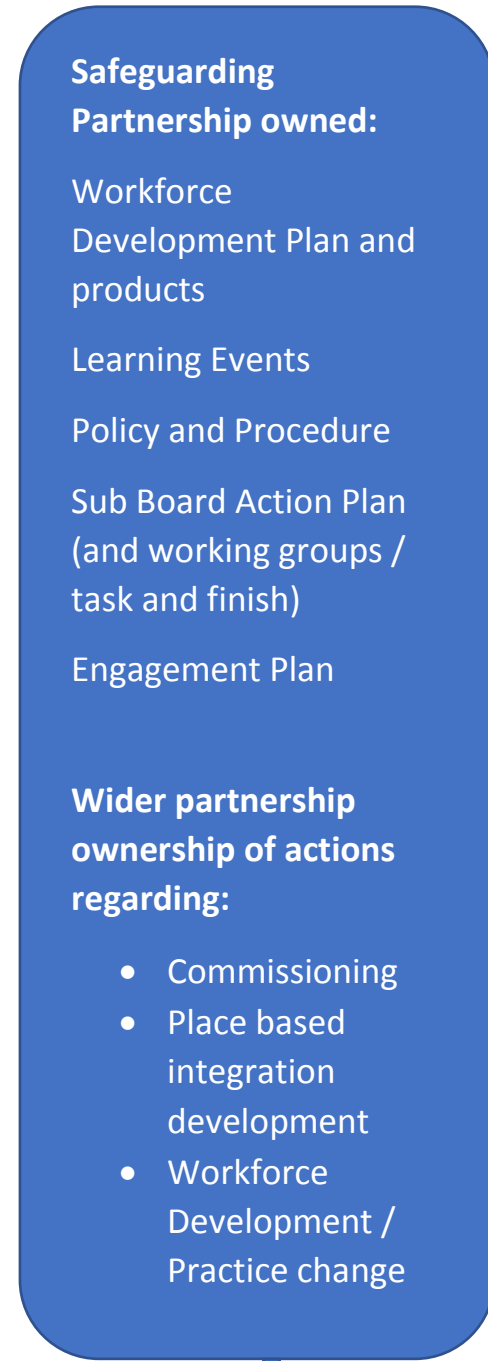 Safeguarding
Partnership owned:
Workforce
Development Plan and
products
Learning Events
Policy and Procedure
Sub Board Action Plan
(and working groups /
task and finish)
Engagement Plan
Wider partnership
ownership of actions
regarding:
• Commissioning
• Place based
integration
development
• Workforce
Development /
Practice change